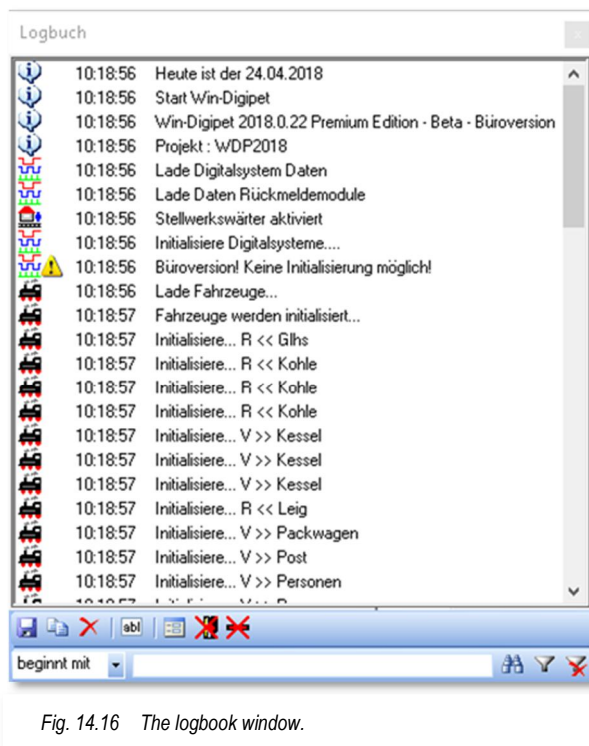 Logbuch
10:18:56 Heute ist der 24.04.2018
10:18:56 Start Win-Digipet
10:18:56 Win-Digipet 2018.0.22 Premium Edition - Beta - Büroversion
10:18:56 Projekt : WDP2018
10:18:56 Lade Digitalsystem Daten
10:18:56 Lade Daten Rückmeldemodule
10:18:56 Stellwerkswärter aktiviert
10:18:56 Initialisiere Digitalsysteme....
10:18:56 Büroversion! Keine Initialisierung möglich!
10:18:56 Lade Fahrzeuge...
10:18:57 Fahrzeuge werden initialisiert...
10:18:57 Initialisiere... R << Glhs
10:18:57 Initialisiere... R << Kohle
10:18:57 Initialisiere... R << Kohle
10:18:57 Initialisiere... R << Kohle
10:18:57 Initialisiere... V >> Kessel
10:18:57 Initialisiere... V >> Kessel
10:18:57 Initialisiere... V >> Kessel
10:18:57 Initialisiere... R << Leig
10:18:57 Initialisiere... V >> Packwagen
10:18:57 Initialisiere... V >> Post
10:18:57 Initialisiere... V >> Personen
abl
beginnt mit
Fig. 14.16 The logbook window.